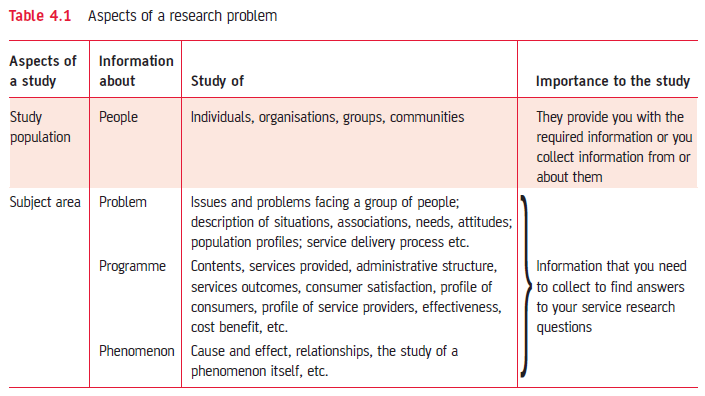 Table 4.1 Aspects of a research problem
Aspects of a study
Information about
Study of
Importance to the study
Study population
People
Individuals, organisations, groups, communities
They provide you with the
required information or you
collect information from or
about them
Subject area
Problem
Issues and problems facing a group of people;
description of situations, associations, needs, attitudes;
population profiles; service delivery process etc.
Programme
Contents, services provided, administrative structure,
services outcomes, consumer satisfaction, profile of
consumers, profile of service providers, effectiveness,
cost benefit, etc.
Phenomenon
Cause and effect, relationships, the study of a
phenomenon itself, etc.
Information that you need
to collect to find answers
to your service research
questions